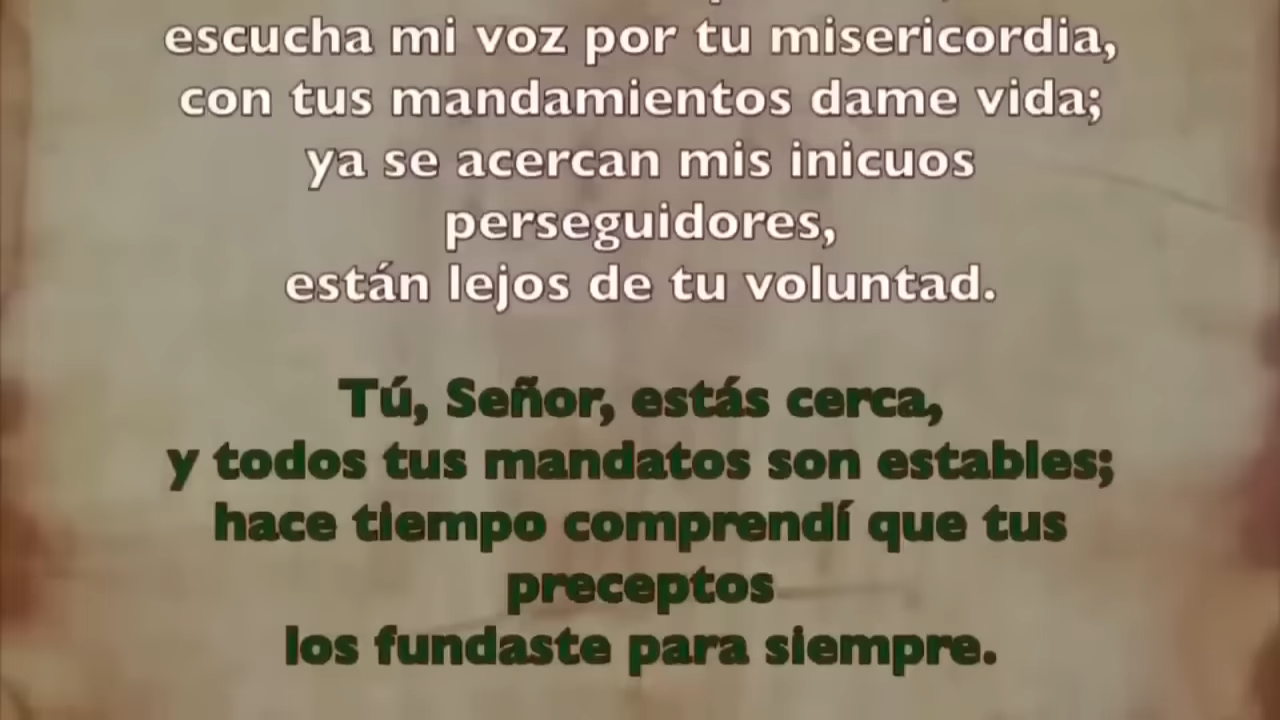 escucha mi voz por tu misericordia,
con tus mandamientos dame vida;
ya se acercan mis inicuos
perseguidores,
están lejos de tu voluntad.
Tú, Señor, estás cerca,
y todos tus mandatos son estables;
hace tiempo comprendí que tus
preceptos
los fundaste para siempre.